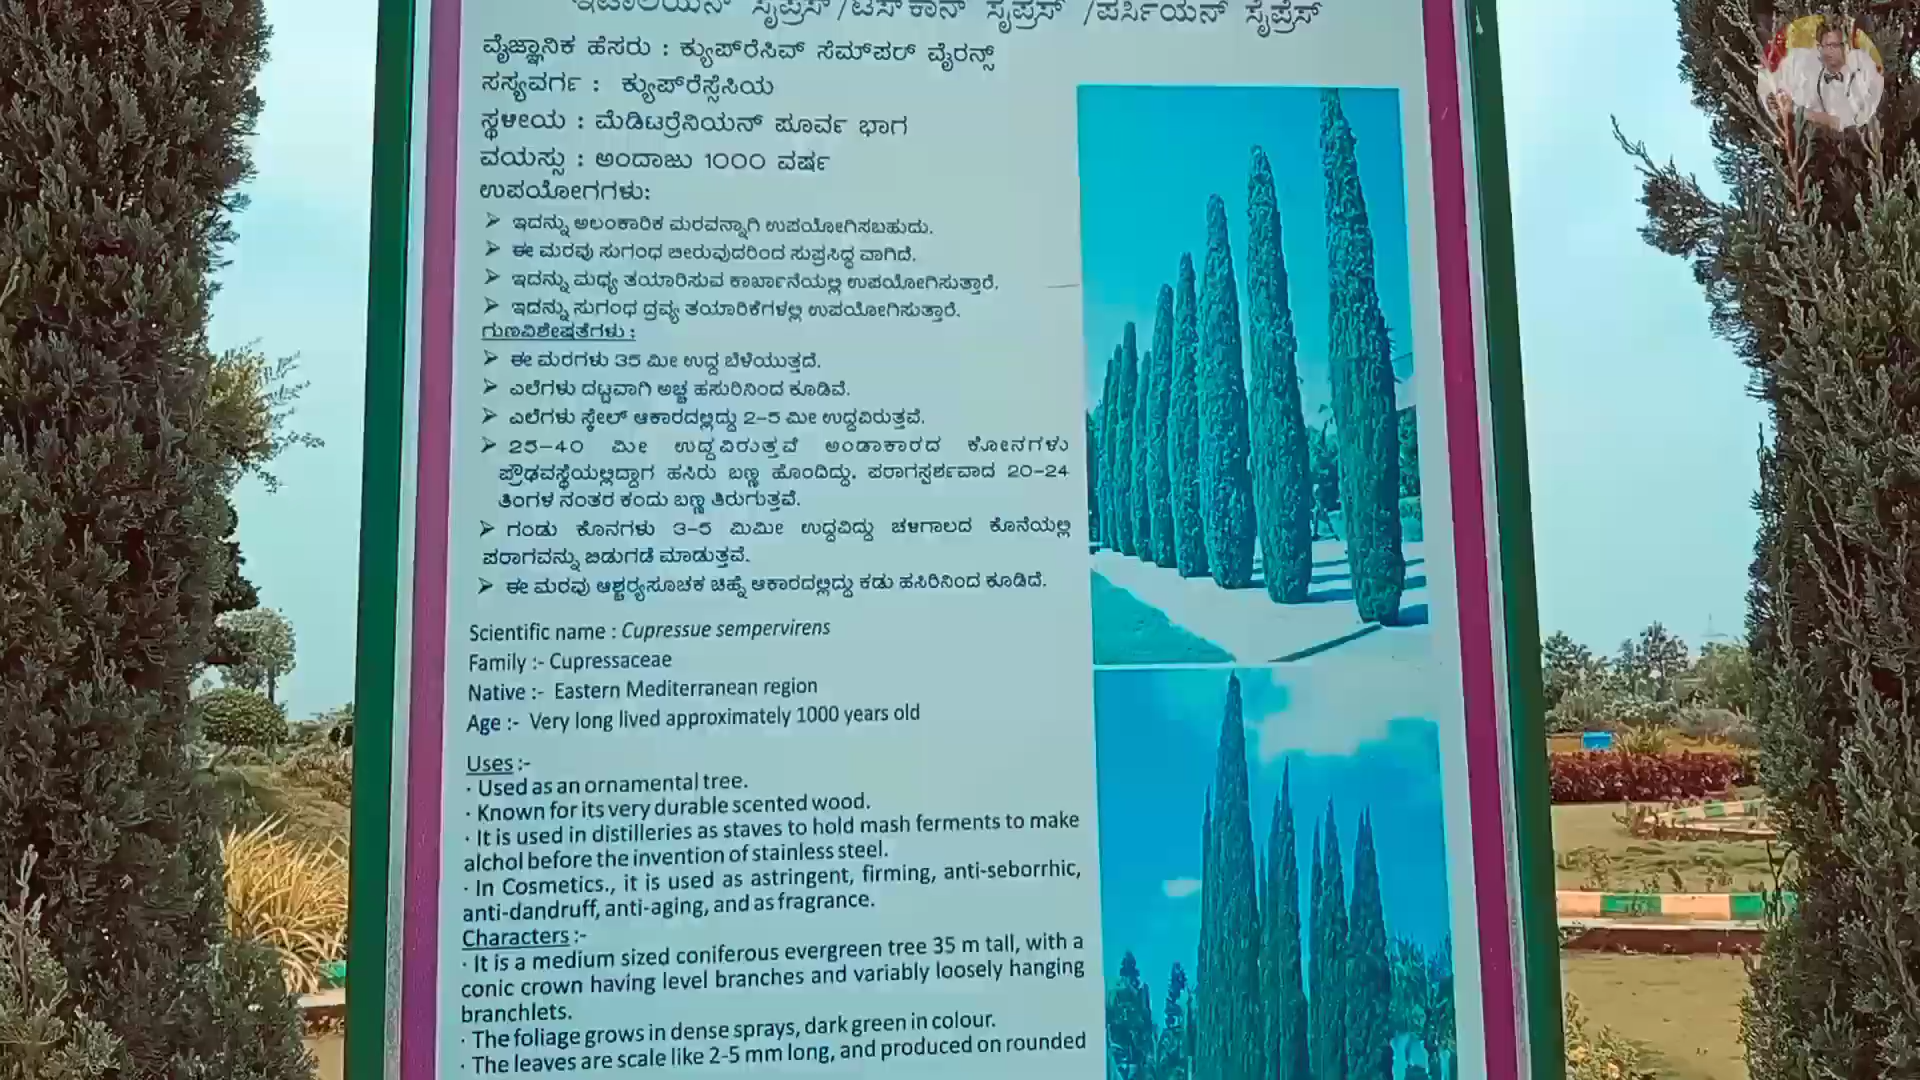 ಇಟಾಲಿಯನ್ ಸೈಪ್ರಸ್ /ಟಸ್ ಕಾನ್ ಸೈಪ್ರಸ್ /ಪರ್ಸಿಯನ್ ಸೈಪ್ರೆಸ್
ವೈಜ್ಞಾನಿಕ ಹೆಸರು : ಕ್ಯುಪ್‌ರೆಸಿವ್ ಸೆಮ್‌ಪರ್ ವೈರನ್ಸ್
ಸಸ್ಯವರ್ಗ : ಕ್ಯುಪ್‌ರೆಸ್ಸೆಸಿಯ
ಸ್ಥಳೀಯ : ಮೆಡಿಟರ್ರೆನಿಯನ್ ಪೂರ್ವ ಭಾಗ
ವಯಸ್ಸು : ಅಂದಾಜು 1000 ವರ್ಷ
ಉಪಯೋಗಗಳು:
➤ ಇದನ್ನು ಅಲಂಕಾರಿಕ ಮರವನ್ನಾಗಿ ಉಪಯೋಗಿಸಬಹುದು.
➤ ಈ ಮರವು ಸುಗಂಧ ಬೀರುವುದರಿಂದ ಸುಪ್ರಸಿದ್ಧ ವಾಗಿದೆ.
➤ ಇದನ್ನು ಮಧ್ಯ ತಯಾರಿಸುವ ಕಾರ್ಖಾನೆಯಲ್ಲಿ ಉಪಯೋಗಿಸುತ್ತಾರೆ.
➤ ಇದನ್ನು ಸುಗಂಧ ದ್ರವ್ಯ ತಯಾರಿಕೆಗಳಲ್ಲಿ ಉಪಯೋಗಿಸುತ್ತಾರೆ.
ಗುಣವಿಶೇಷತೆಗಳು :
➤ ಈ ಮರಗಳು 35 ಮೀ ಉದ್ದ ಬೆಳೆಯುತ್ತದೆ.
➤ ಎಲೆಗಳು ದಟ್ಟವಾಗಿ ಅಚ್ಚ ಹಸುರಿನಿಂದ ಕೂಡಿವೆ.
➤ ಎಲೆಗಳು ಸ್ಕೇಲ್ ಆಕಾರದಲ್ಲಿದ್ದು 2-5 ಮೀ ಉದ್ದವಿರುತ್ತವೆ.
➤ 25-40 ಮೀ ಉದ್ದವಿರುತ್ತವೆ ಅಂಡಾಕಾರದ ಕೋನಗಳು
ಪ್ರೌಢವಸ್ಥೆಯಲ್ಲಿದ್ದಾಗ ಹಸಿರು ಬಣ್ಣ ಹೊಂದಿದ್ದು, ಪರಾಗಸ್ಪರ್ಶವಾದ 20-24
ತಿಂಗಳ ನಂತರ ಕಂದು ಬಣ್ಣ ತಿರುಗುತ್ತವೆ.
➤ ಗಂಡು ಕೊನಗಳು 3-5 ಮಿಮೀ ಉದ್ದವಿದ್ದು ಚಳಿಗಾಲದ ಕೊನೆಯಲ್ಲಿ
ಪರಾಗವನ್ನು ಬಿಡುಗಡೆ ಮಾಡುತ್ತವೆ.
➤ ಈ ಮರವು ಆಶ್ಚರ್ಯಸೂಚಕ ಚಿಹ್ನೆ ಆಕಾರದಲ್ಲಿದ್ದು ಕಡು ಹಸಿರಿನಿಂದ ಕೂಡಿದೆ.
Scientific name : Cupressue sempervirens
Family :- Cupressaceae
Native :- Eastern Mediterranean region
Age :- Very long lived approximately 1000 years old
Uses :-
· Used as an ornamental tree.
· Known for its very durable scented wood.
· It is used in distilleries as staves to hold mash ferments to make
alchol before the invention of stainless steel.
· In Cosmetics., it is used as astringent, firming, anti-seborrhic,
anti-dandruff, anti-aging, and as fragrance.
Characters :-
· It is a medium sized coniferous evergreen tree 35 m tall, with a
conic crown having level branches and variably loosely hanging
branchlets.
· The foliage grows in dense sprays, dark green in colour.
· The leaves are scale like 2-5 mm long, and produced on rounded